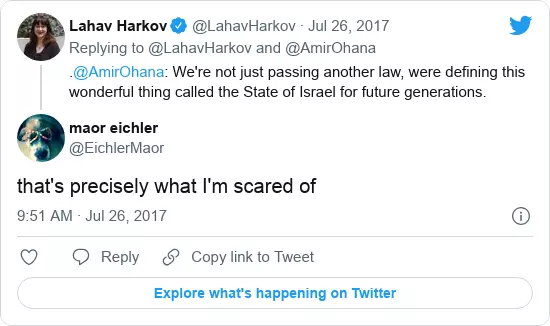 Lahav Harkov @LahavHarkov · Jul 26, 2017
Replying to @LahavHarkov and @AmirOhana
.@AmirOhana: We're not just passing another law, were defining this
wonderful thing called the State of Israel for future generations.
maor eichler
@EichlerMaor
that's precisely what I'm scared of
9:51 AM · Jul 26, 2017
Reply Copy link to Tweet
Explore what's happening on Twitter